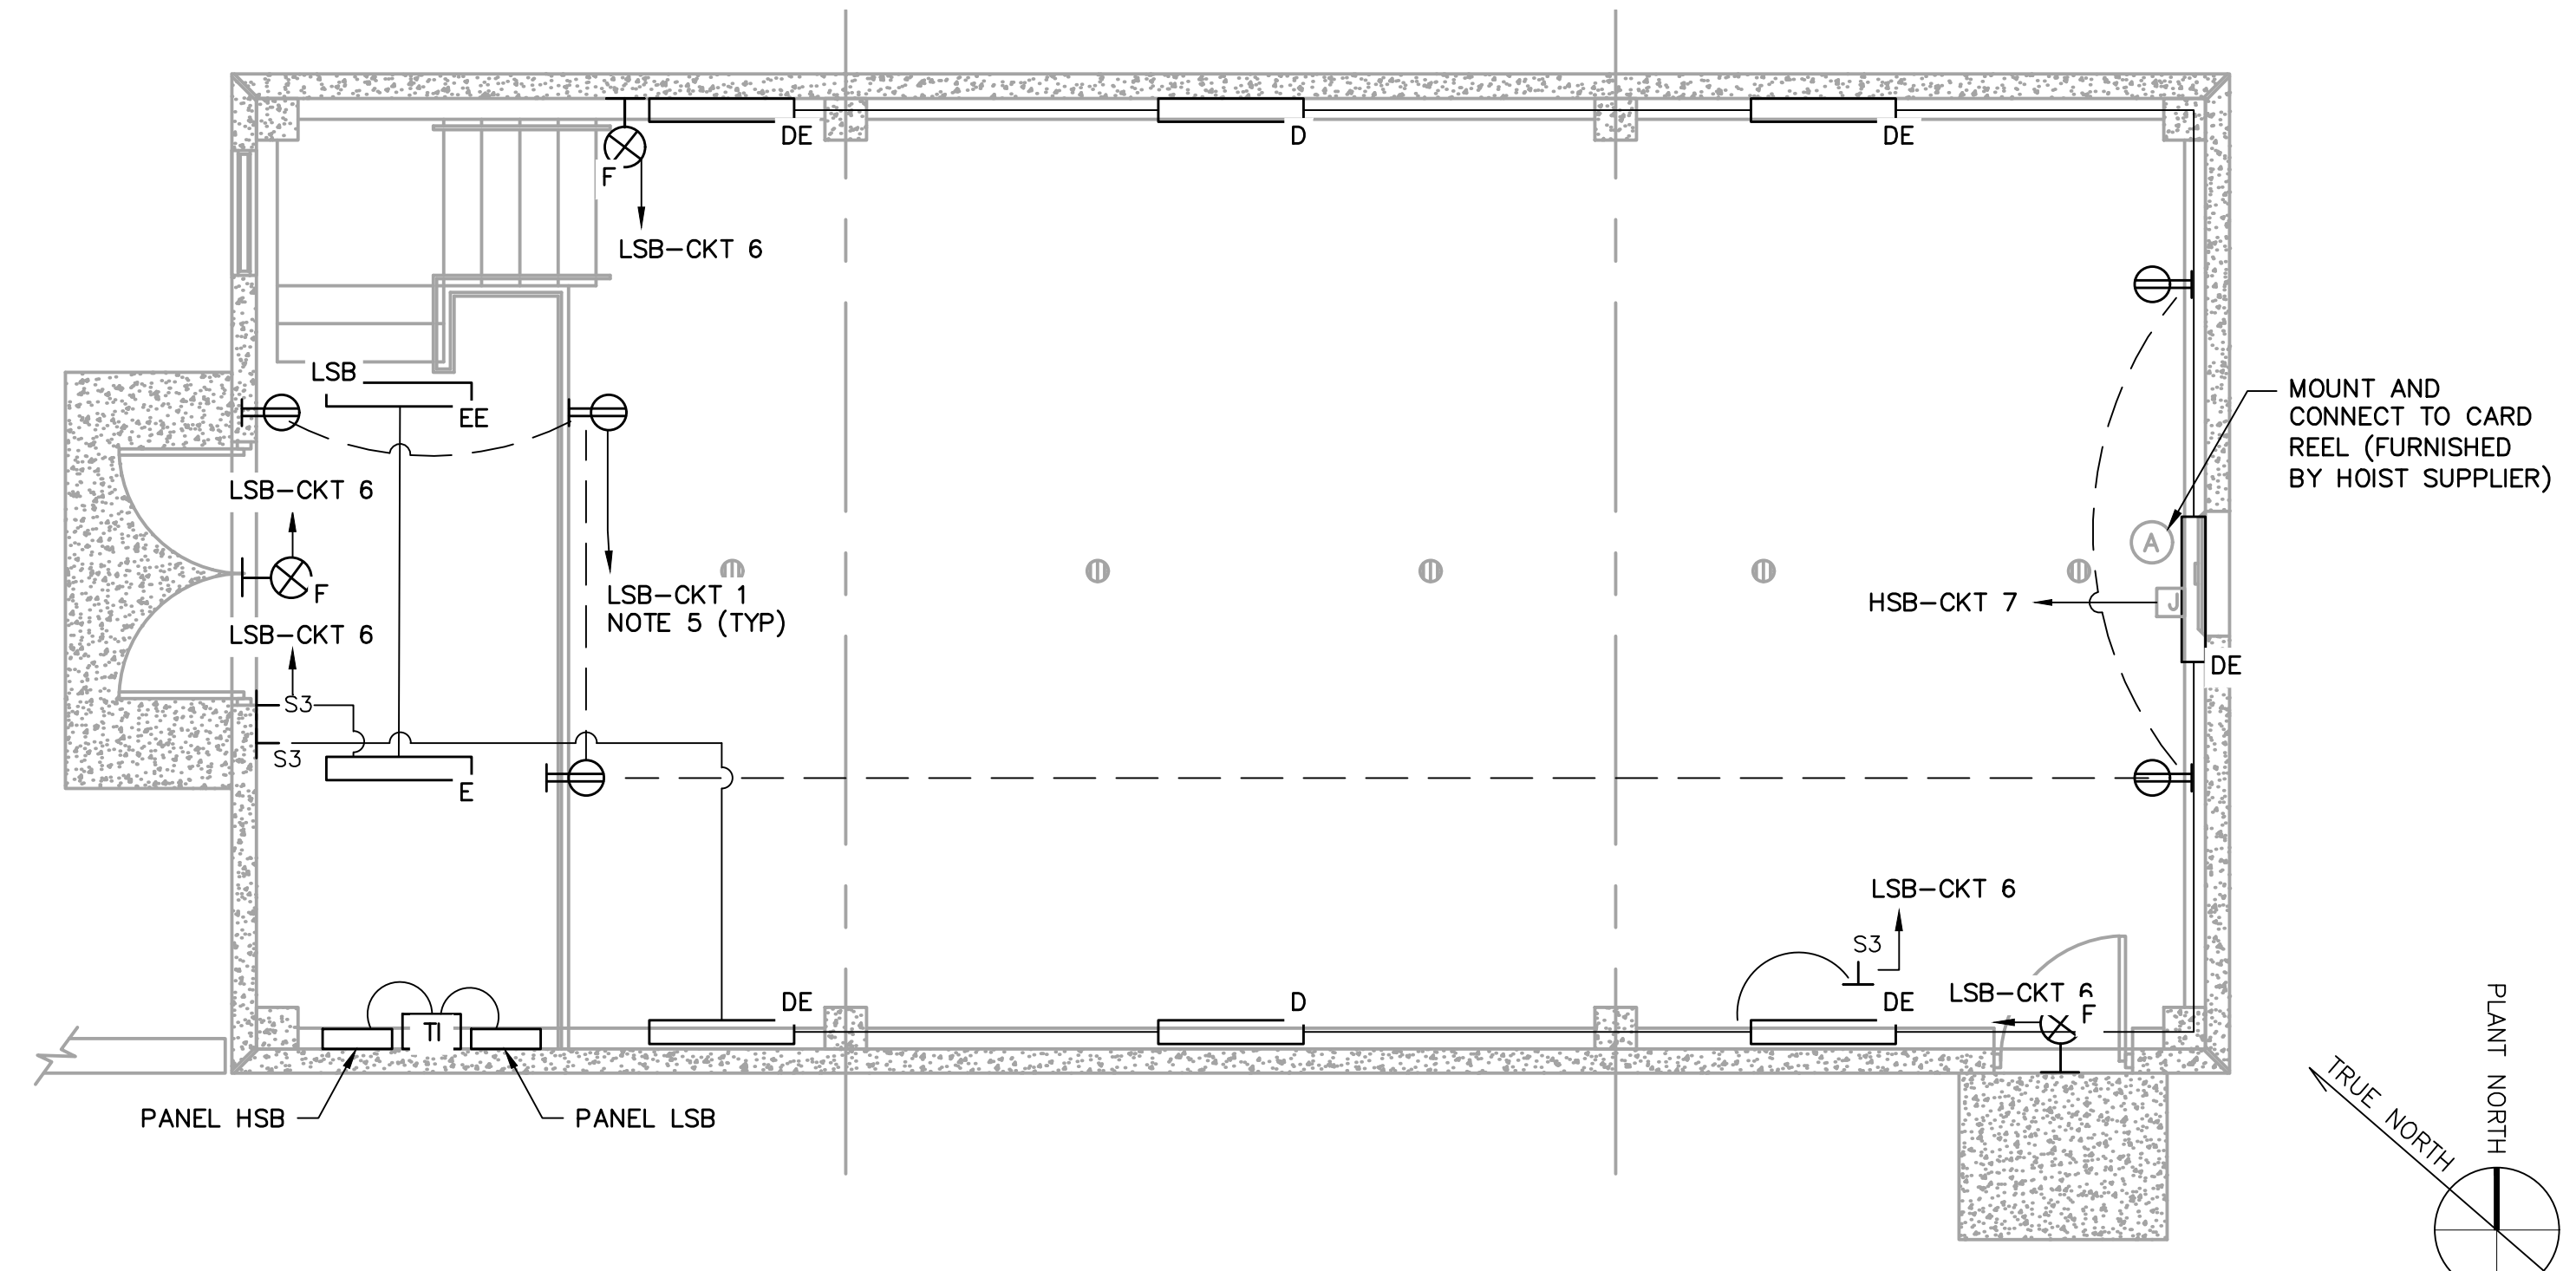 DE
D
DE
F
LSB-CKT 6
LSB
EE
MOUNT AND
CONNECT TO CARD
REEL (FURNISHED
BY HOIST SUPPLIER)
LSB-CKT 6
A
F
LSB-CKT 1
NOTE 5 (TYP)
HSB-CKT 7
J
LSB-CKT 6
DE
S3
S3
E
LSB-CKT 6
S3
DE
D
DE
LSB-CKT 6
F
TI
PANEL HSB
PANEL LSB
PLANT NORTH
TRUE NORTH